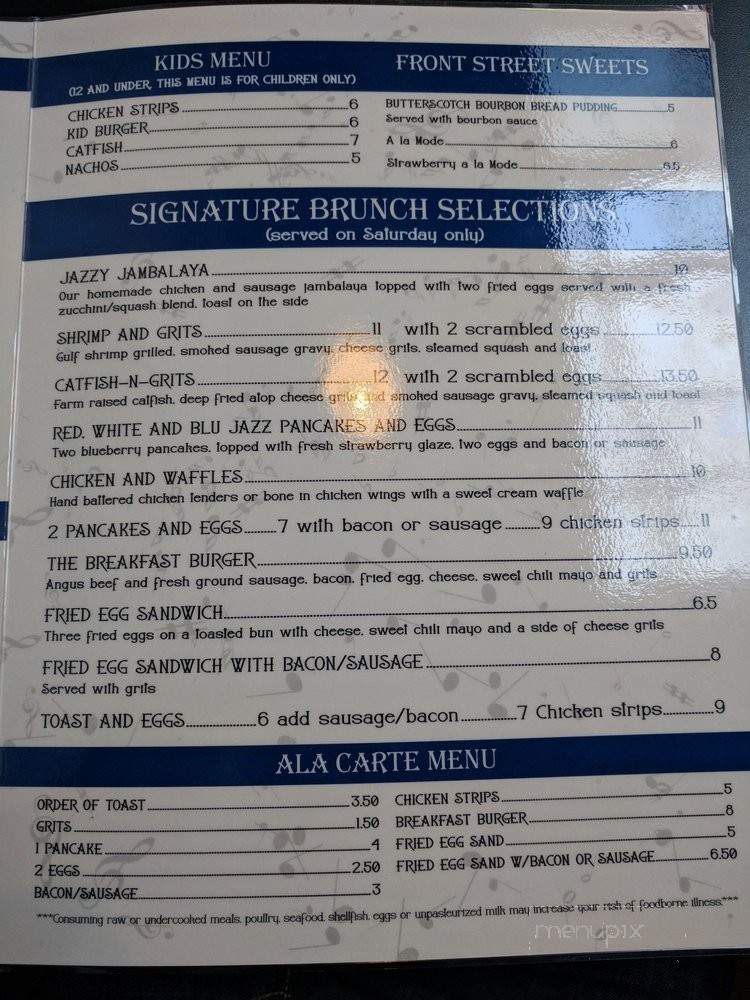 KIDS MENU
(12 AND UNDER, THIS MENU IS FOR CHILDREN ONLY)
CHICKEN STRIPS 6
KID BURGER 6
CATFISH 7
NACHOS 5
FRONT STREET SWEETS
BUTTERSCOTCH BOURBON BREAD PUDDING 5
Served with bourbon sauce
A la Mode 6
Strawberry a la Mode 6.5
SIGNATURE BRUNCH SELECTIONS
(served on Saturday only)
JAZZY JAMBALAYA 10
Our homemade chicken and sausage jambalaya topped with two fried eggs served with a fresh
zucchini/squash blend, toast on the side
SHRIMP AND GRITS 11 with 2 scrambled eggs 12.50
Gulf shrimp grilled, smoked sausage gravy, cheese grits, steamed squash and toast
CATFISH-N-GRITS 12 with 2 scrambled eggs 13.50
Farm raised catfish, deep fried atop cheese grits and smoked sausage gravy, steamed squash and toast
RED, WHITE AND BLU JAZZ PANCAKES AND EGGS 11
Two blueberry pancakes, topped with fresh strawberry glaze, two eggs and bacon or sausage
CHICKEN AND WAFFLES 10
Hand battered chicken tenders or bone in chicken wings with a sweet cream waffle
2 PANCAKES AND EGGS 7 with bacon or sausage 9 chicken strips 11
THE BREAKFAST BURGER 9.50
Angus beef and fresh ground sausage, bacon, fried egg, cheese, sweet chili mayo and grits
FRIED EGG SANDWICH 6.5
Three fried eggs on a toasted bun with cheese, sweet chili mayo and a side of cheese grits
FRIED EGG SANDWICH WITH BACON/SAUSAGE 8
Served with grits
TOAST AND EGGS 6 add sausage/bacon 7 Chicken strips 9
ALA CARTE MENU
ORDER OF TOAST 3.50
GRITS 1.50
1 PANCAKE 4
2 EGGS 2.50
BACON/SAUSAGE 3
CHICKEN STRIPS 5
BREAKFAST BURGER 8
FRIED EGG SAND 5
FRIED EGG SAND W/BACON OR SAUSAGE 6.50
***Consuming raw or undercooked meals, poultry, seafood, shellfish, eggs or unpasteurized milk may increase your risk of foodborne illness.***
menupix